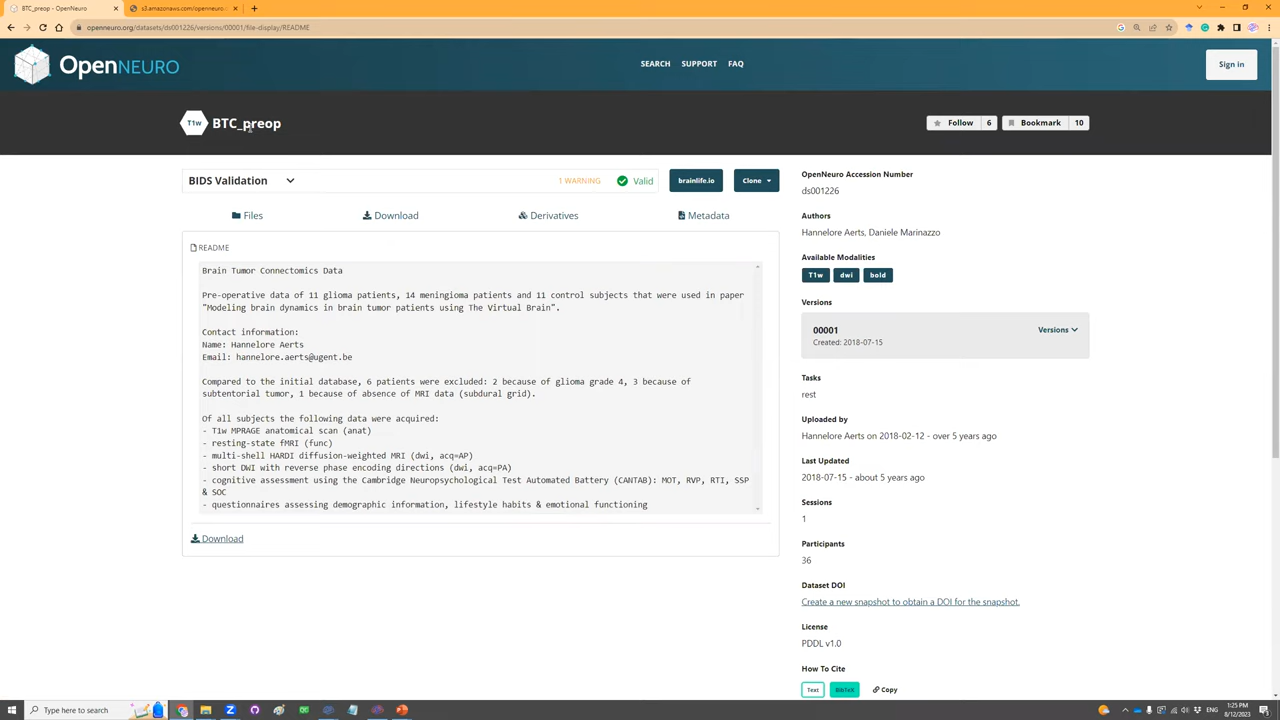 BTC_preop - OpenNeuro
s3.amazonaws.com/openneuro.
openneuro.org/datasets/ds001226/versions/00001/file-display/README
OpenNEURO
SEARCH SUPPORT FAQ
Sign in
T1w BTC_preop
Follow 6 Bookmark 10
BIDS Validation 1 WARNING Valid brainlife.io Clone
Files Download Derivatives Metadata
README
Brain Tumor Connectomics Data
Pre-operative data of 11 glioma patients, 14 meningioma patients and 11 control subjects that were used in paper
"Modeling brain dynamics in brain tumor patients using The Virtual Brain".
Contact information:
Name: Hannelore Aerts
Email: hannelore.aerts@ugent.be
Compared to the initial database, 6 patients were excluded: 2 because of glioma grade 4, 3 because of
subtentorial tumor, 1 because of absence of MRI data (subdural grid).
Of all subjects the following data were acquired:
- T1w MPRAGE anatomical scan (anat)
- resting-state fMRI (func)
- multi-shell HARDI diffusion-weighted MRI (dwi, acq=AP)
- short DWI with reverse phase encoding directions (dwi, acq=PA)
- cognitive assessment using the Cambridge Neuropsychological Test Automated Battery (CANTAB): MOT, RVP, RTI, SSP
& SOC
- questionnaires assessing demographic information, lifestyle habits & emotional functioning
Download
OpenNeuro Accession Number
ds001226
Authors
Hannelore Aerts, Daniele Marinazzo
Available Modalities
T1w dwi bold
Versions
00001 Versions
Created: 2018-07-15
Tasks
rest
Uploaded by
Hannelore Aerts on 2018-02-12 - over 5 years ago
Last Updated
2018-07-15 - about 5 years ago
Sessions
1
Participants
36
Dataset DOI
Create a new snapshot to obtain a DOI for the snapshot.
License
PDDL v1.0
How To Cite
Text BibTeX Copy
Type here to search
ENG
1:25 PM
8/12/2023